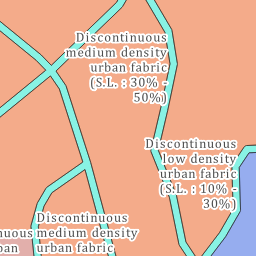 Discontinuous
medium density
urban fabric
(S.L. : 30% -
50%)
Discontinuous
low density
urban fabric
(S.L. : 10% -
30%)
Discontinuous
medium density
urban fabric